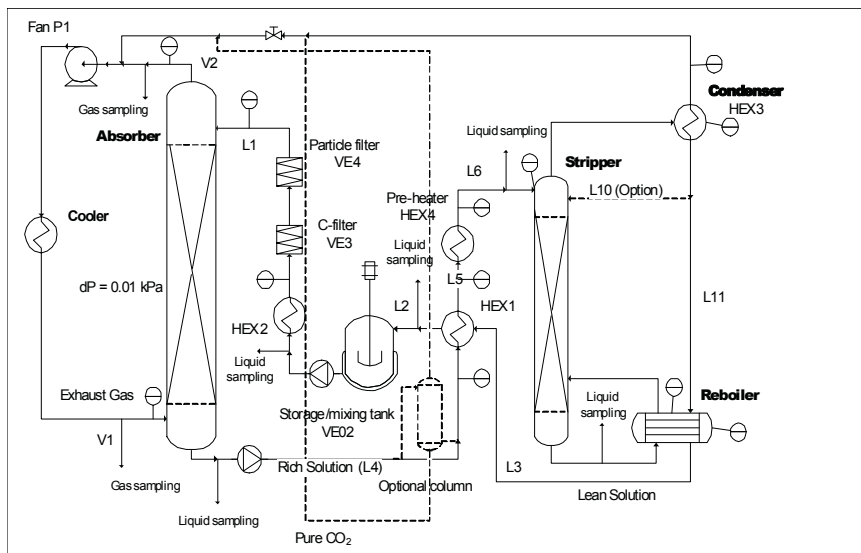 Fan P1
V2
Gas sampling
Absorber
L1
Particle filter
VE4
C-filter
VE3
Cooler
dP = 0.01 kPa
HEX2
Liquid
sampling
Exhaust Gas
V1
Gas sampling
Storage/mixing tank
VE02
Rich Solution (L4)
Liquid sampling
Pure CO₂
Optional column
L2
Liquid
sampling
L5
HEX1
Pre-heater
HEX4
L6
Liquid sampling
Stripper
L10 (Option)
Condenser
HEX3
L11
Reboiler
Liquid
sampling
L3
Lean Solution